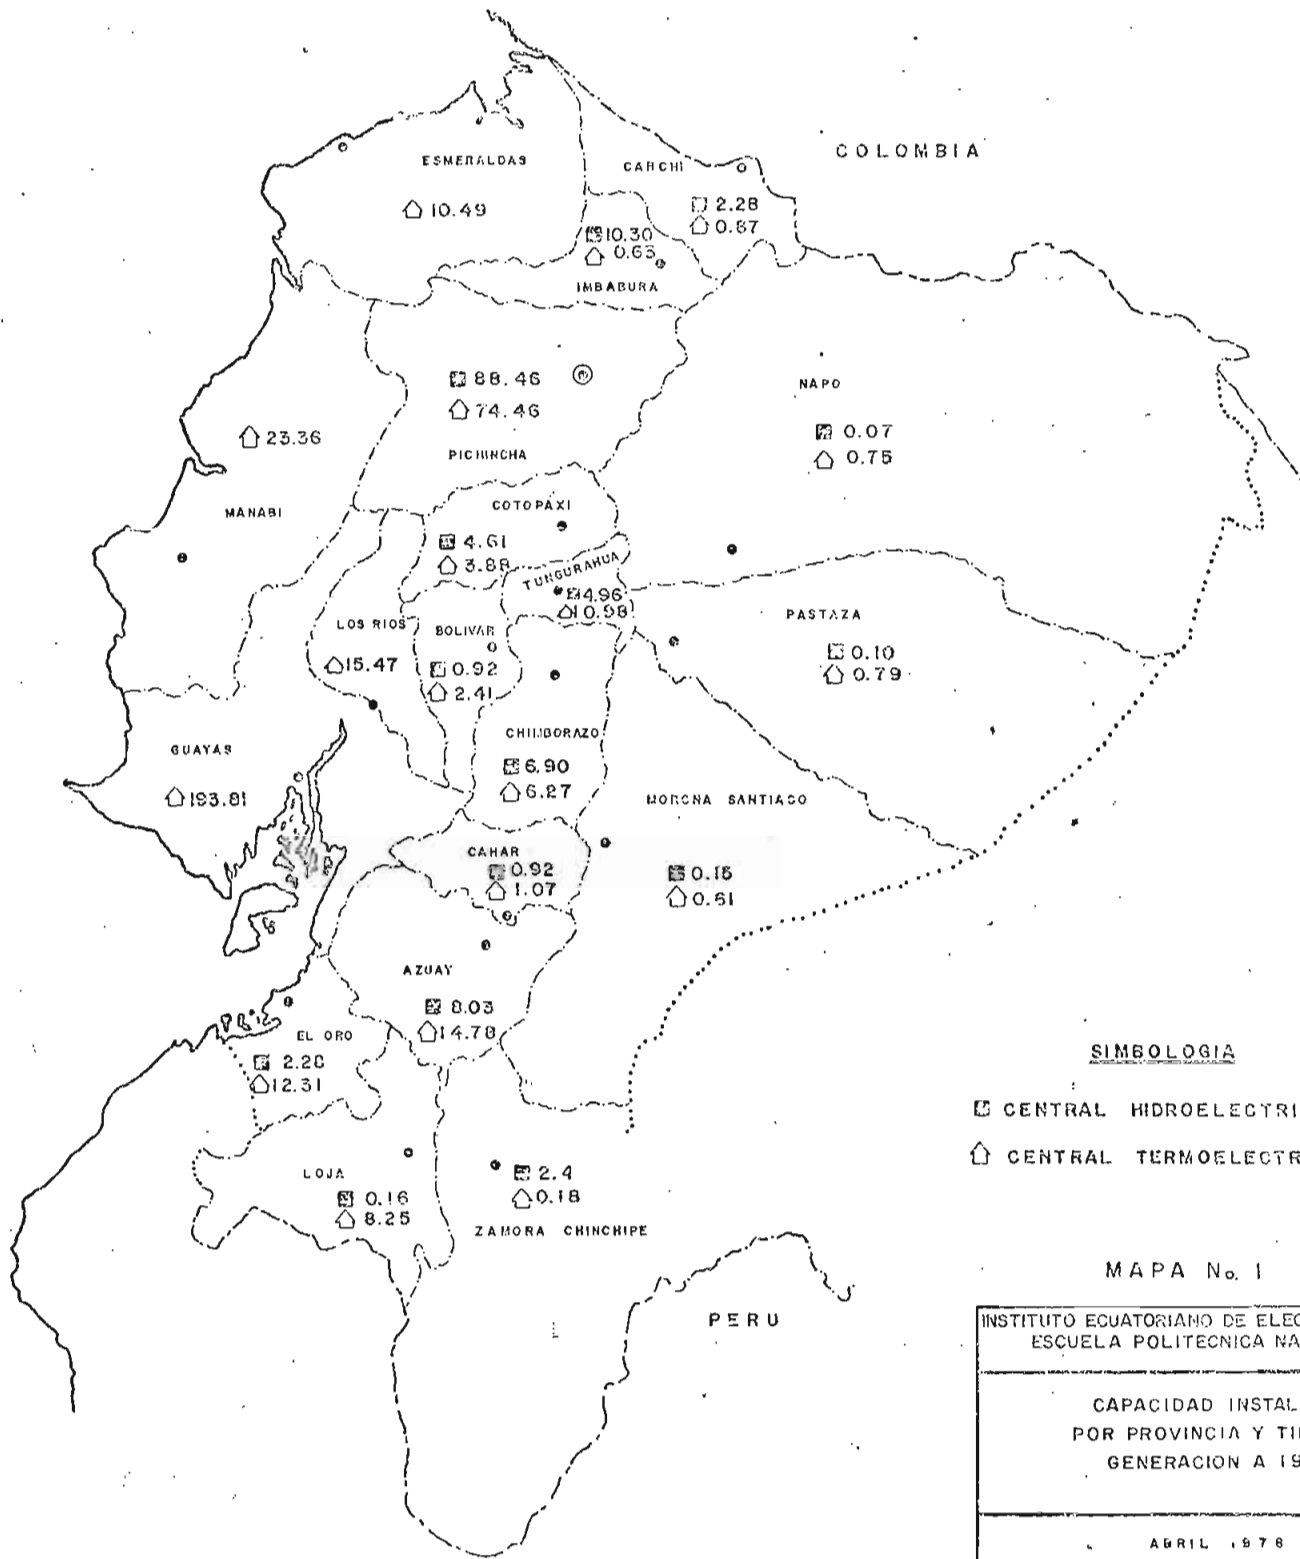 COLOMBIA
ESMERALDAS
10.49
CARCHI
2.28
0.87
10.30
0.63
IMBABURA
88.46
74.46
PICHINCHA
NAPO
0.07
0.75
23.36
MANABI
COTOPAXI
4.61
3.88
TUNGURAHUA
4.96
10.98
PASTAZA
0.10
0.79
LOS RIOS
15.47
BOLIVAR
0.92
2.41
CHIMBORAZO
6.90
6.27
GUAYAS
193.81
MORONA SANTIAGO
0.15
0.61
CAÑAR
0.92
1.07
AZUAY
8.03
14.78
EL ORO
2.28
12.31
LOJA
0.16
8.25
2.4
0.18
ZAMORA CHINCHIPE
PERU
SIMBOLOGIA
CENTRAL HIDROELECTRI
CENTRAL TERMOELECTR
MAPA No. 1
INSTITUTO ECUATORIANO DE ELEC
ESCUELA POLITECNICA NA
CAPACIDAD INSTAL
POR PROVINCIA Y TI
GENERACION A 19
ABRIL 1978